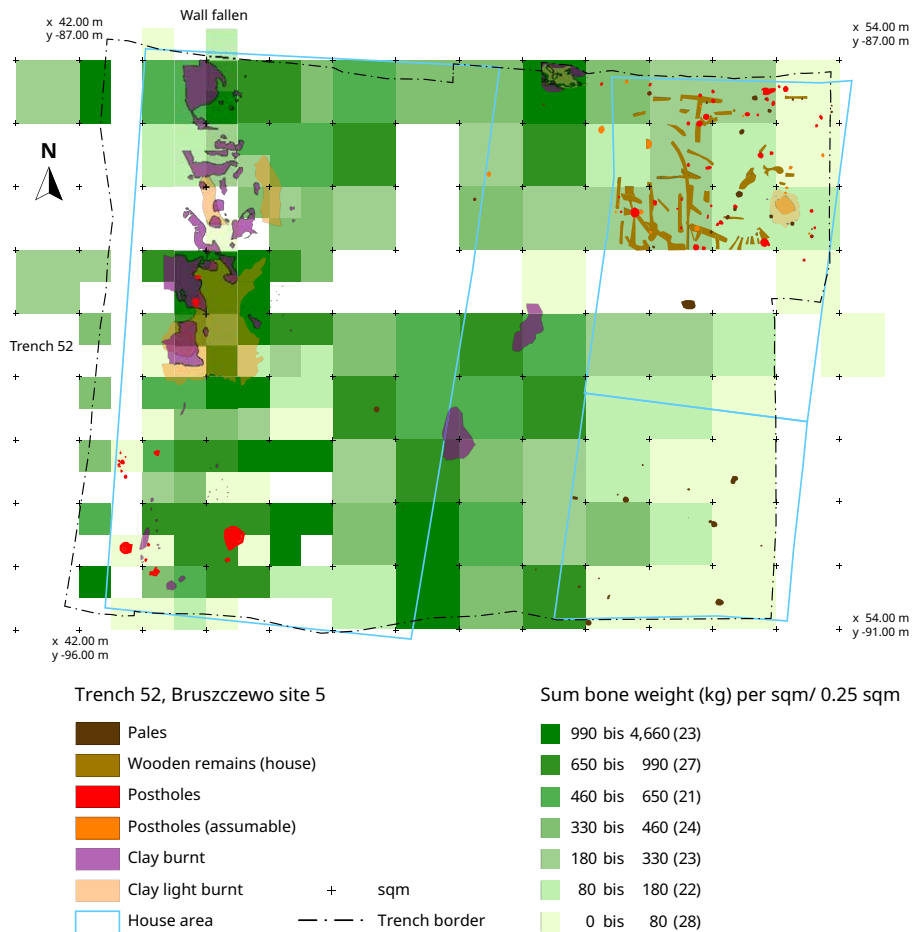 Wall fallen
x 42.00 m
y -87.00 m
x 54.00 m
y -87.00 m
N
Trench 52
x 42.00 m
y -96.00 m
x 54.00 m
y -91.00 m
Trench 52, Bruszczewo site 5
Pales
Wooden remains (house)
Postholes
Postholes (assumable)
Clay burnt
Clay light burnt
sqm
House area
Trench border
Sum bone weight (kg) per sqm/ 0.25 sqm
990 bis 4,660 (23)
650 bis 990 (27)
460 bis 650 (21)
330 bis 460 (24)
180 bis 330 (23)
80 bis 180 (22)
0 bis 80 (28)